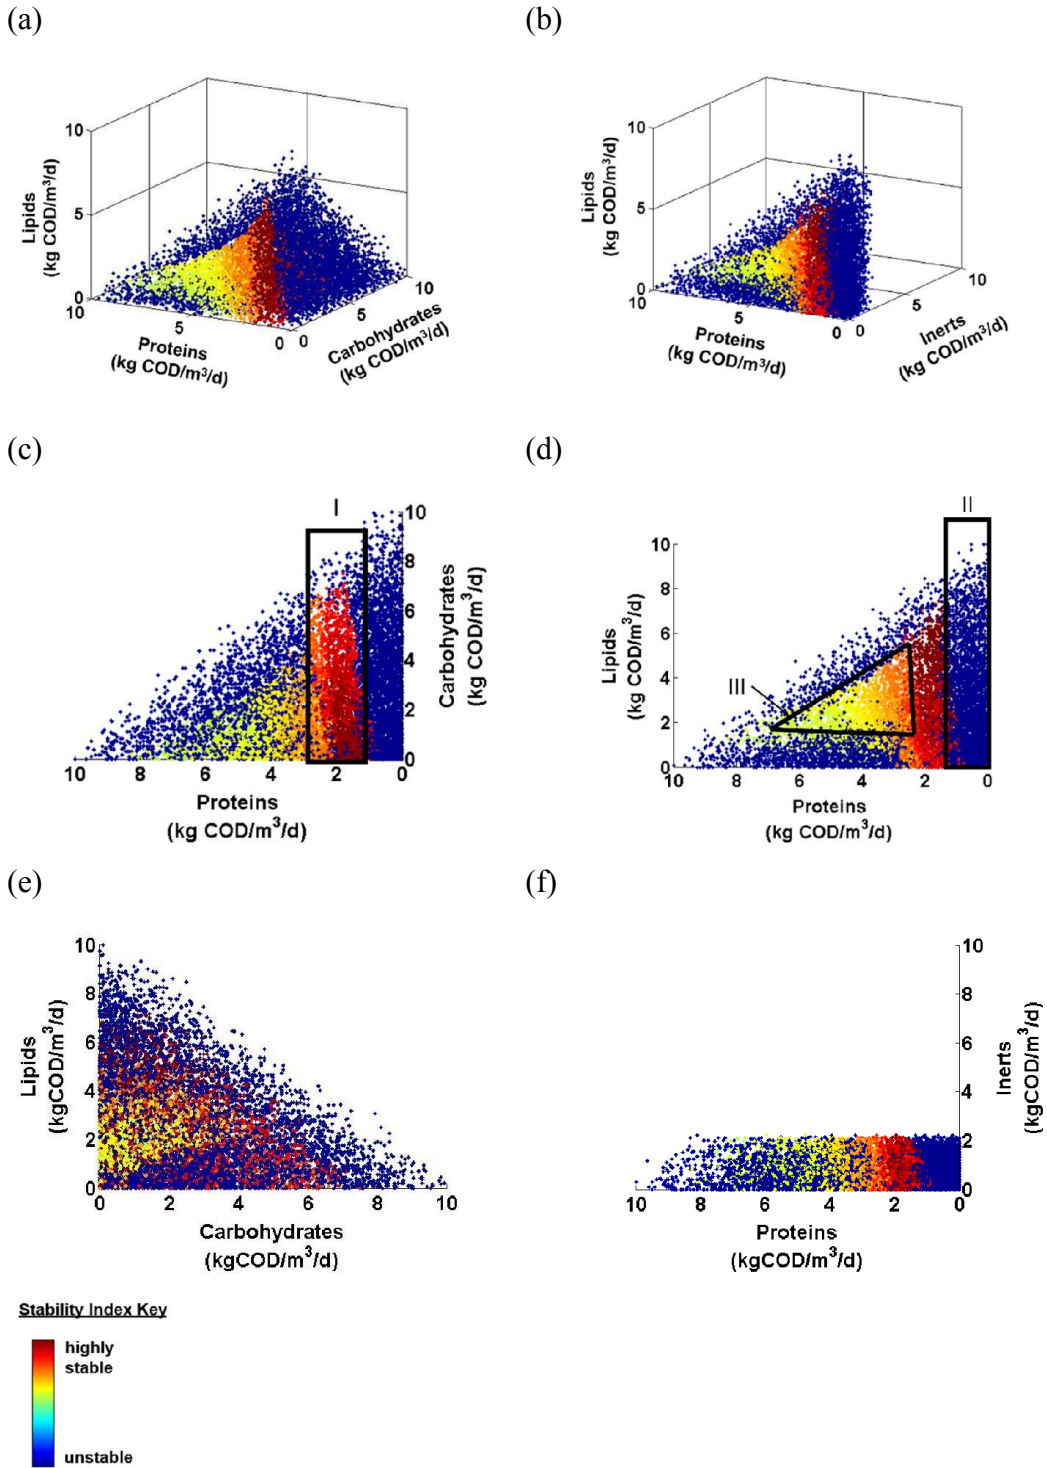 (a)
10
5
0
Lipids
(kg COD/m³/d)
10
5
0
Proteins
(kg COD/m³/d)
0
5
10
Carbohydrates
(kg COD/m³/d)
(b)
10
5
0
Lipids
(kg COD/m³/d)
10
5
0
Proteins
(kg COD/m³/d)
0
5
10
Inerts
(kg COD/m³/d)
(c)
I
10
8
6
4
2
0
Carbohydrates
(kg COD/m³/d)
10 8 6 4 2 0
Proteins
(kg COD/m³/d)
(d)
II
III
10
8
6
4
2
0
Lipids
(kg COD/m³/d)
10 8 6 4 2 0
Proteins
(kg COD/m³/d)
(e)
10
8
6
4
2
0
Lipids
(kgCOD/m³/d)
0 2 4 6 8 10
Carbohydrates
(kgCOD/m³/d)
(f)
10
8
6
4
2
0
Inerts
(kgCOD/m³/d)
10 8 6 4 2 0
Proteins
(kgCOD/m³/d)
Stability Index Key
highly
stable
unstable